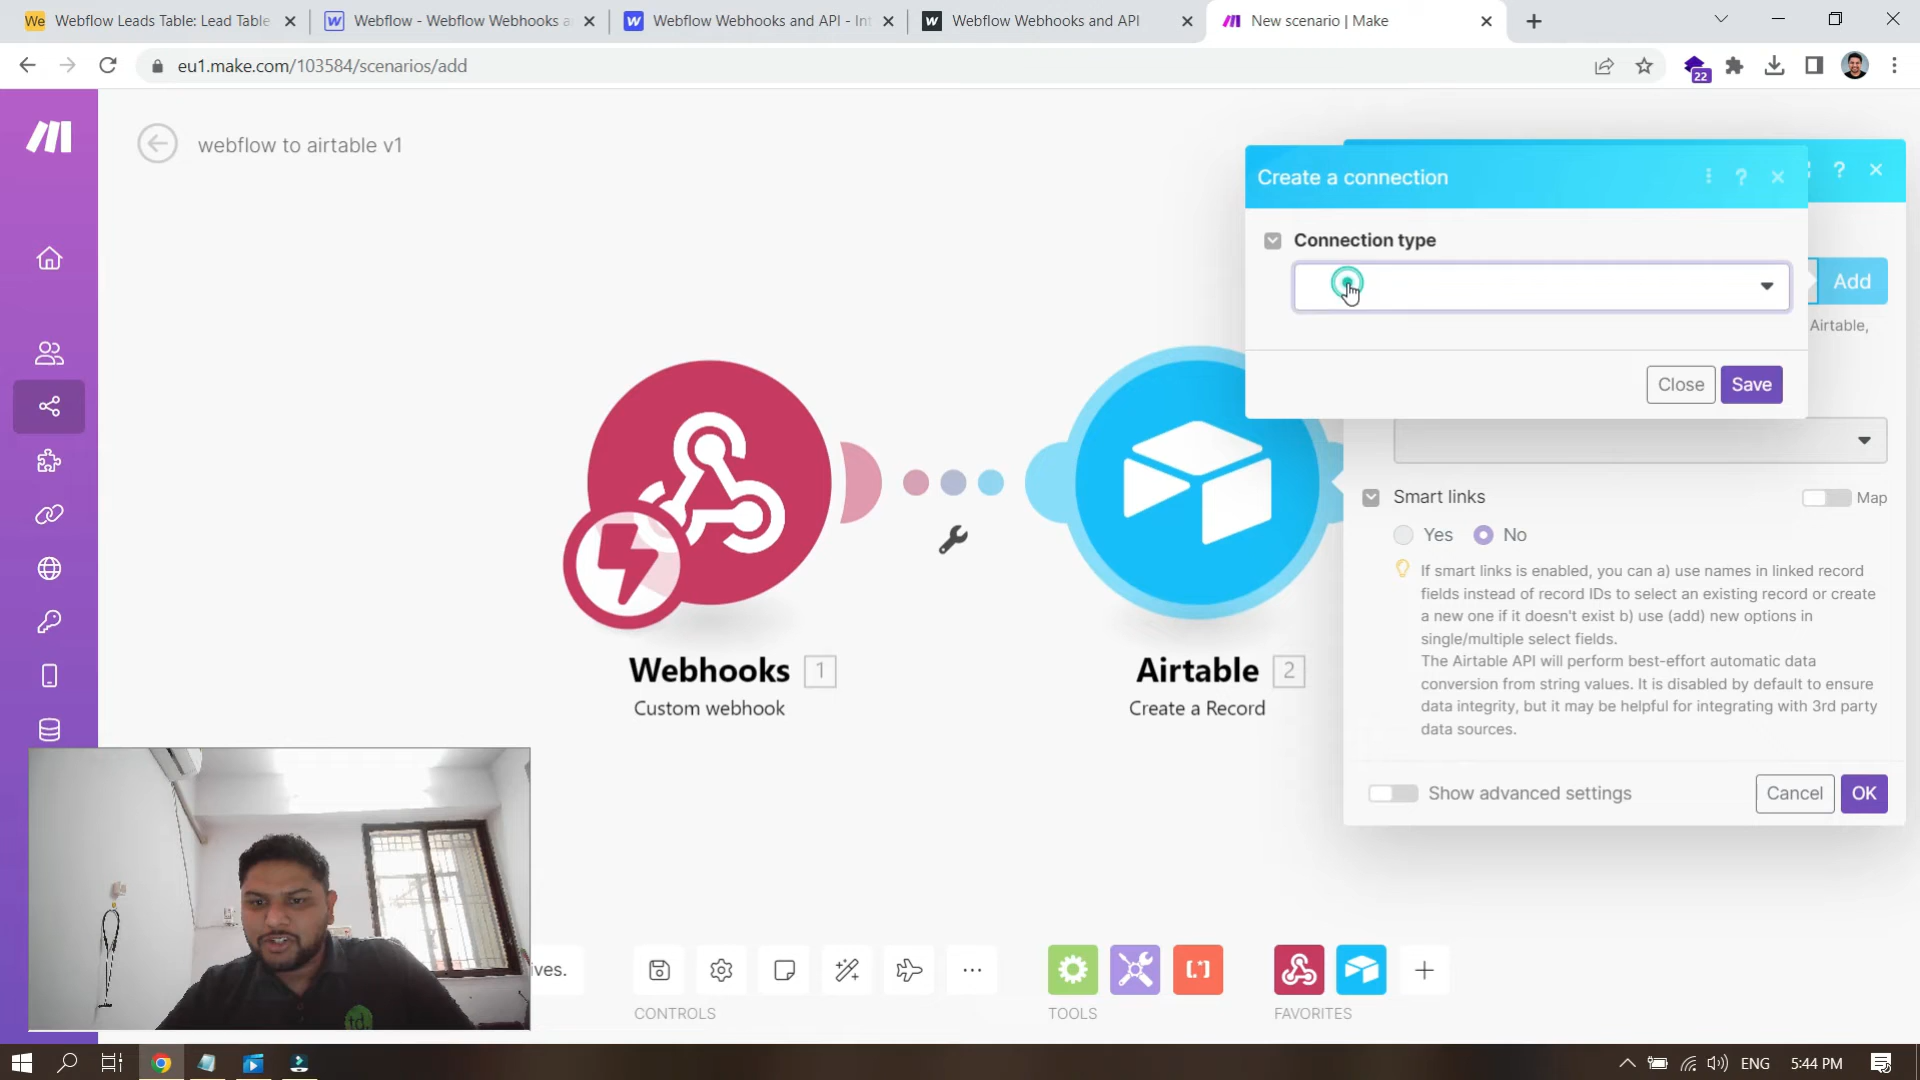 Webflow Leads Table: Lead Table
Webflow - Webflow Webhooks a
Webflow Webhooks and API - Int
Webflow Webhooks and API
New scenario | Make
eu1.make.com/103584/scenarios/add
22
webflow to airtable v1
Create a connection
?
?
Connection type
Add
Airtable,
Close
Save
Smart links
Map
Yes
No
If smart links is enabled, you can a) use names in linked record
fields instead of record IDs to select an existing record or create
a new one if it doesn't exist b) use (add) new options in
single/multiple select fields.
The Airtable API will perform best-effort automatic data
conversion from string values. It is disabled by default to ensure
data integrity, but it may be helpful for integrating with 3rd party
data sources.
Webhooks 1
Custom webhook
Airtable 2
Create a Record
Show advanced settings
Cancel
OK
ives.
CONTROLS
TOOLS
FAVORITES
td.
ENG
5:44 PM